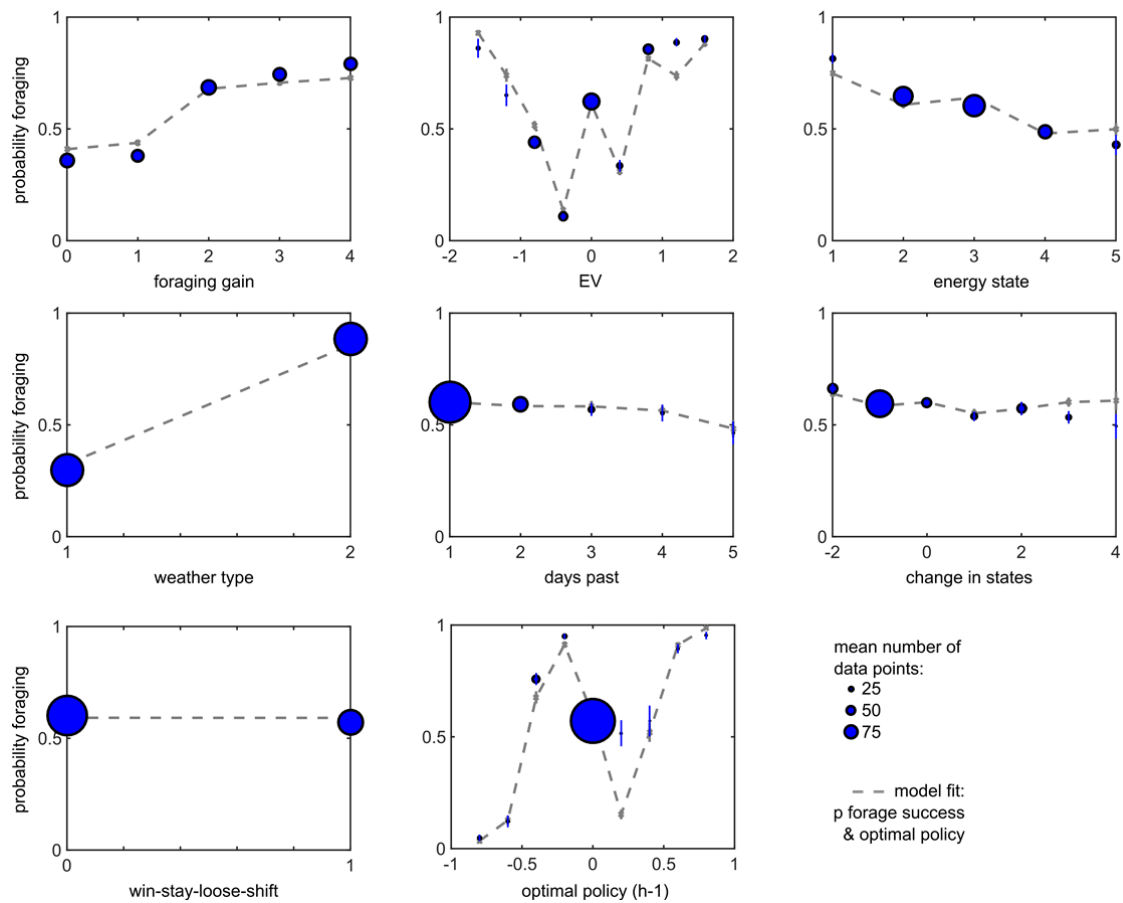 probability foraging
1
0.5
0
0 1 2 3 4
foraging gain
1
0.5
0
-2 -1 0 1 2
EV
1
0.5
0
1 2 3 4 5
energy state
probability foraging
1
0.5
0
1 2
weather type
1
0.5
0
1 2 3 4 5
days past
1
0.5
0
-2 0 2 4
change in states
probability foraging
1
0.5
0
0 1
win-stay-loose-shift
1
0.5
0
-1 -0.5 0 0.5 1
optimal policy (h-1)
mean number of
data points:
25
50
75
model fit:
p forage success
& optimal policy